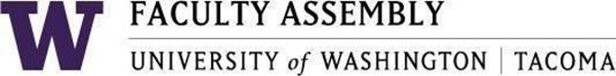 W FACULTY ASSEMBLY
UNIVERSITY of WASHINGTON | TACOMA